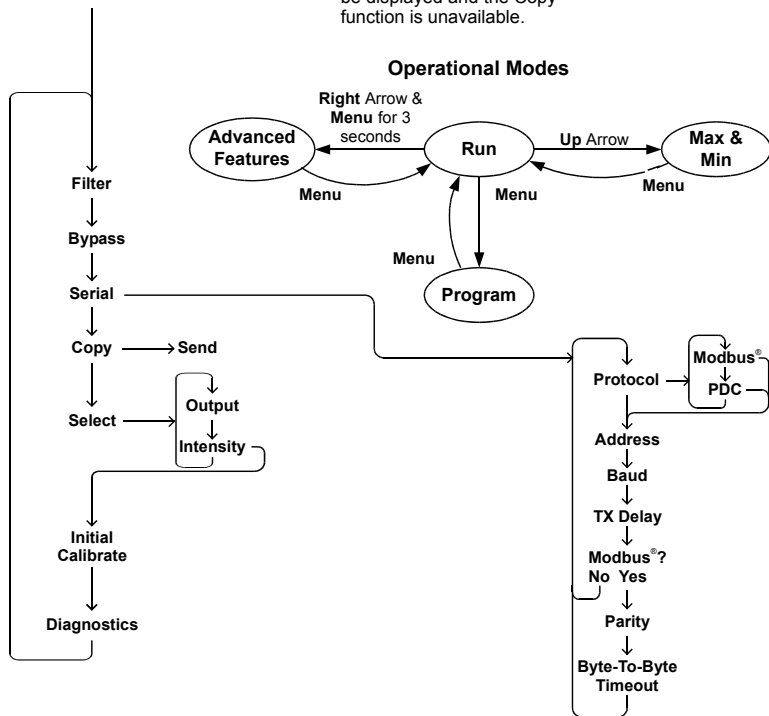 be displayed and the Copy
function is unavailable.
Operational Modes
Right Arrow &
Menu for 3
seconds
Advanced
Features
Run
Up Arrow
Max &
Min
Menu
Menu
Menu
Menu
Program
Filter
Bypass
Serial
Copy
Send
Select
Output
Intensity
Initial
Calibrate
Diagnostics
Protocol
Modbus®
PDC
Address
Baud
TX Delay
Modbus®?
No Yes
Parity
Byte-To-Byte
Timeout